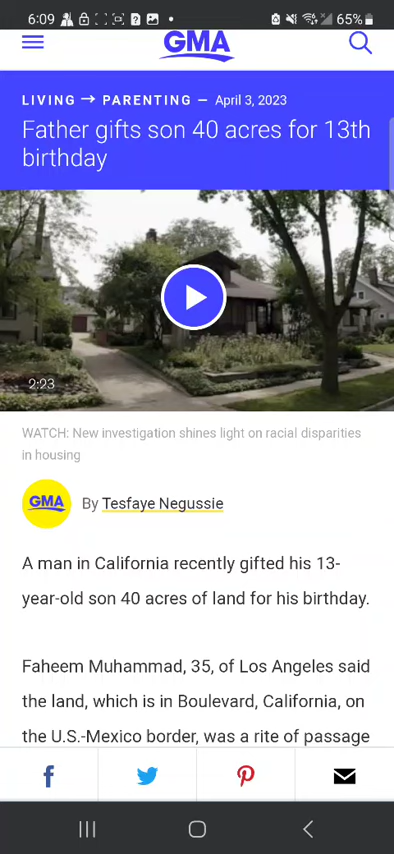 6:09
65%
GMA
LIVING → PARENTING — April 3, 2023
Father gifts son 40 acres for 13th
birthday
2:23
WATCH: New investigation shines light on racial disparities
in housing
GMA
By Tesfaye Negussie
A man in California recently gifted his 13-
year-old son 40 acres of land for his birthday.
Faheem Muhammad, 35, of Los Angeles said
the land, which is in Boulevard, California, on
the U.S.-Mexico border, was a rite of passage